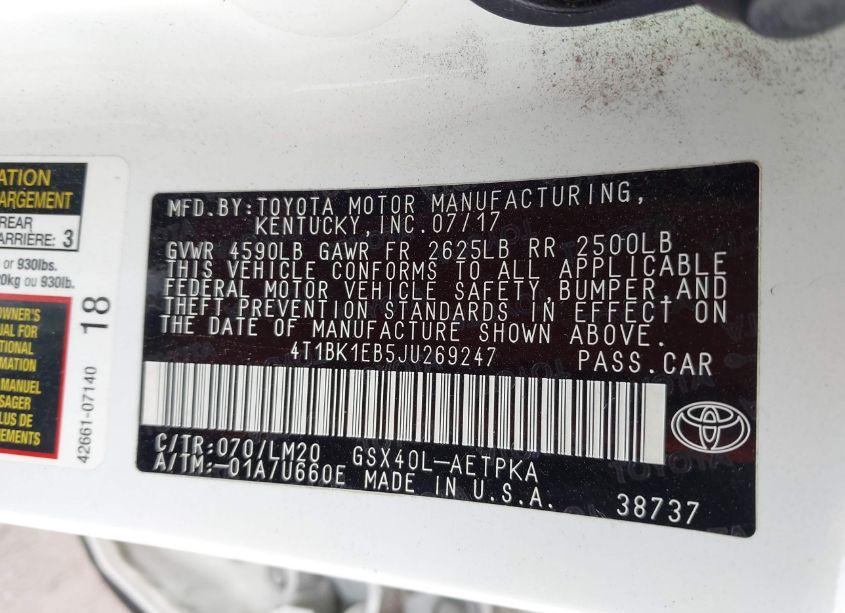 ATION
ARGEMENT
REAR
ARRIÈRE: 3
or 930lbs.
0kg ou 930lb.
OWNER'S
UAL FOR
TIONAL
RMATION
MANUEL
SAGER
LUS DE
NEMENTS
42661-07140 18
MFD.BY:TOYOTA MOTOR MANUFACTURING,
KENTUCKY,INC.07/17
GVWR 4590LB GAWR FR 2625LB RR 2500LB
THIS VEHICLE CONFORMS TO ALL APPLICABLE
FEDERAL MOTOR VEHICLE SAFETY,BUMPER,AND
THEFT PREVENTION STANDARDS IN EFFECT ON
THE DATE OF MANUFACTURE SHOWN ABOVE.
4T1BK1EB5JU269247 PASS.CAR
C/TR:070/LM20 GSX40L-AETPKA
A/TM:-01A/U660E MADE IN U.S.A. 38737